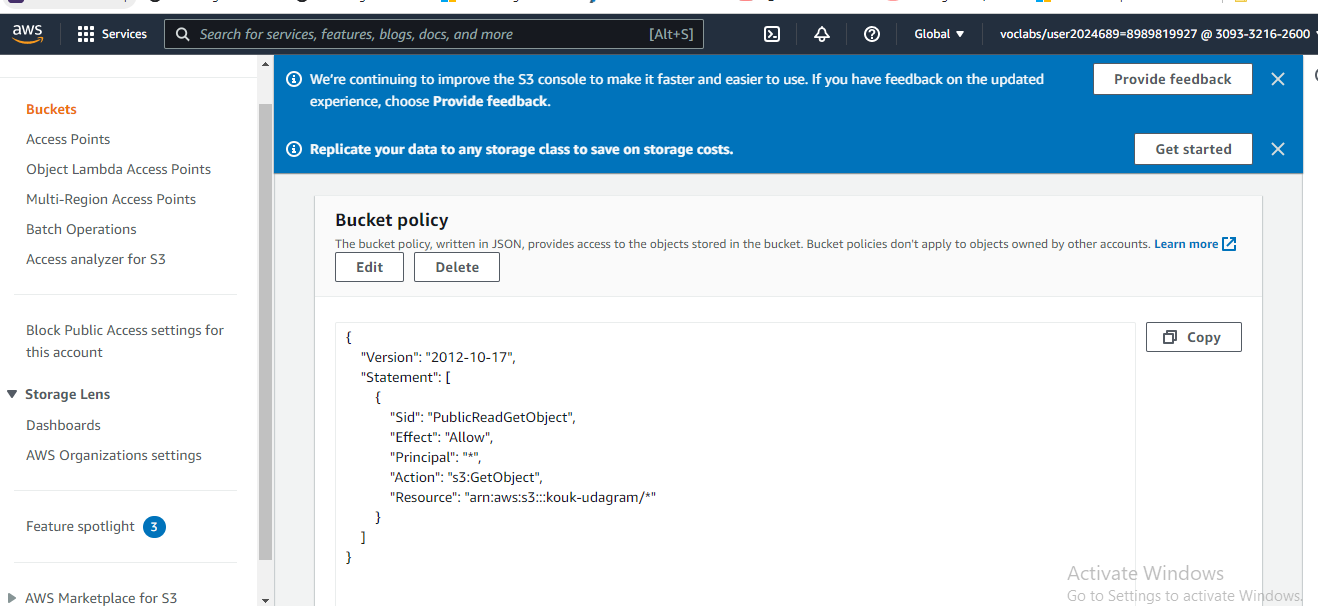 aws
Services
Search for services, features, blogs, docs, and more
[Alt+S]
Global
voclabs/user2024689=8989819927 @ 3093-3216-2600
Buckets
Access Points
Object Lambda Access Points
Multi-Region Access Points
Batch Operations
Access analyzer for S3
Block Public Access settings for
this account
Storage Lens
Dashboards
AWS Organizations settings
Feature spotlight 3
AWS Marketplace for S3
We're continuing to improve the S3 console to make it faster and easier to use. If you have feedback on the updated
experience, choose Provide feedback.
Provide feedback
Replicate your data to any storage class to save on storage costs.
Get started
Bucket policy
The bucket policy, written in JSON, provides access to the objects stored in the bucket. Bucket policies don't apply to objects owned by other accounts. Learn more
Edit
Delete
{
"Version": "2012-10-17",
"Statement": [
{
"Sid": "PublicReadGetObject",
"Effect": "Allow",
"Principal": "*",
"Action": "s3:GetObject",
"Resource": "arn:aws:s3:::kouk-udagram/*"
}
]
}
Copy
Activate Windows
Go to Settings to activate Windows.